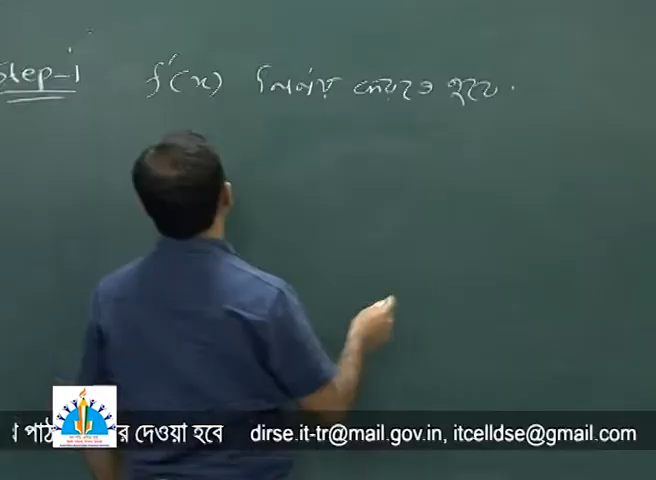 Step-1 f'(x) নির্ণয় করতে হবে.
দেওয়া হবে dirse.it-tr@mail.gov.in, itcelldse@gmail.com